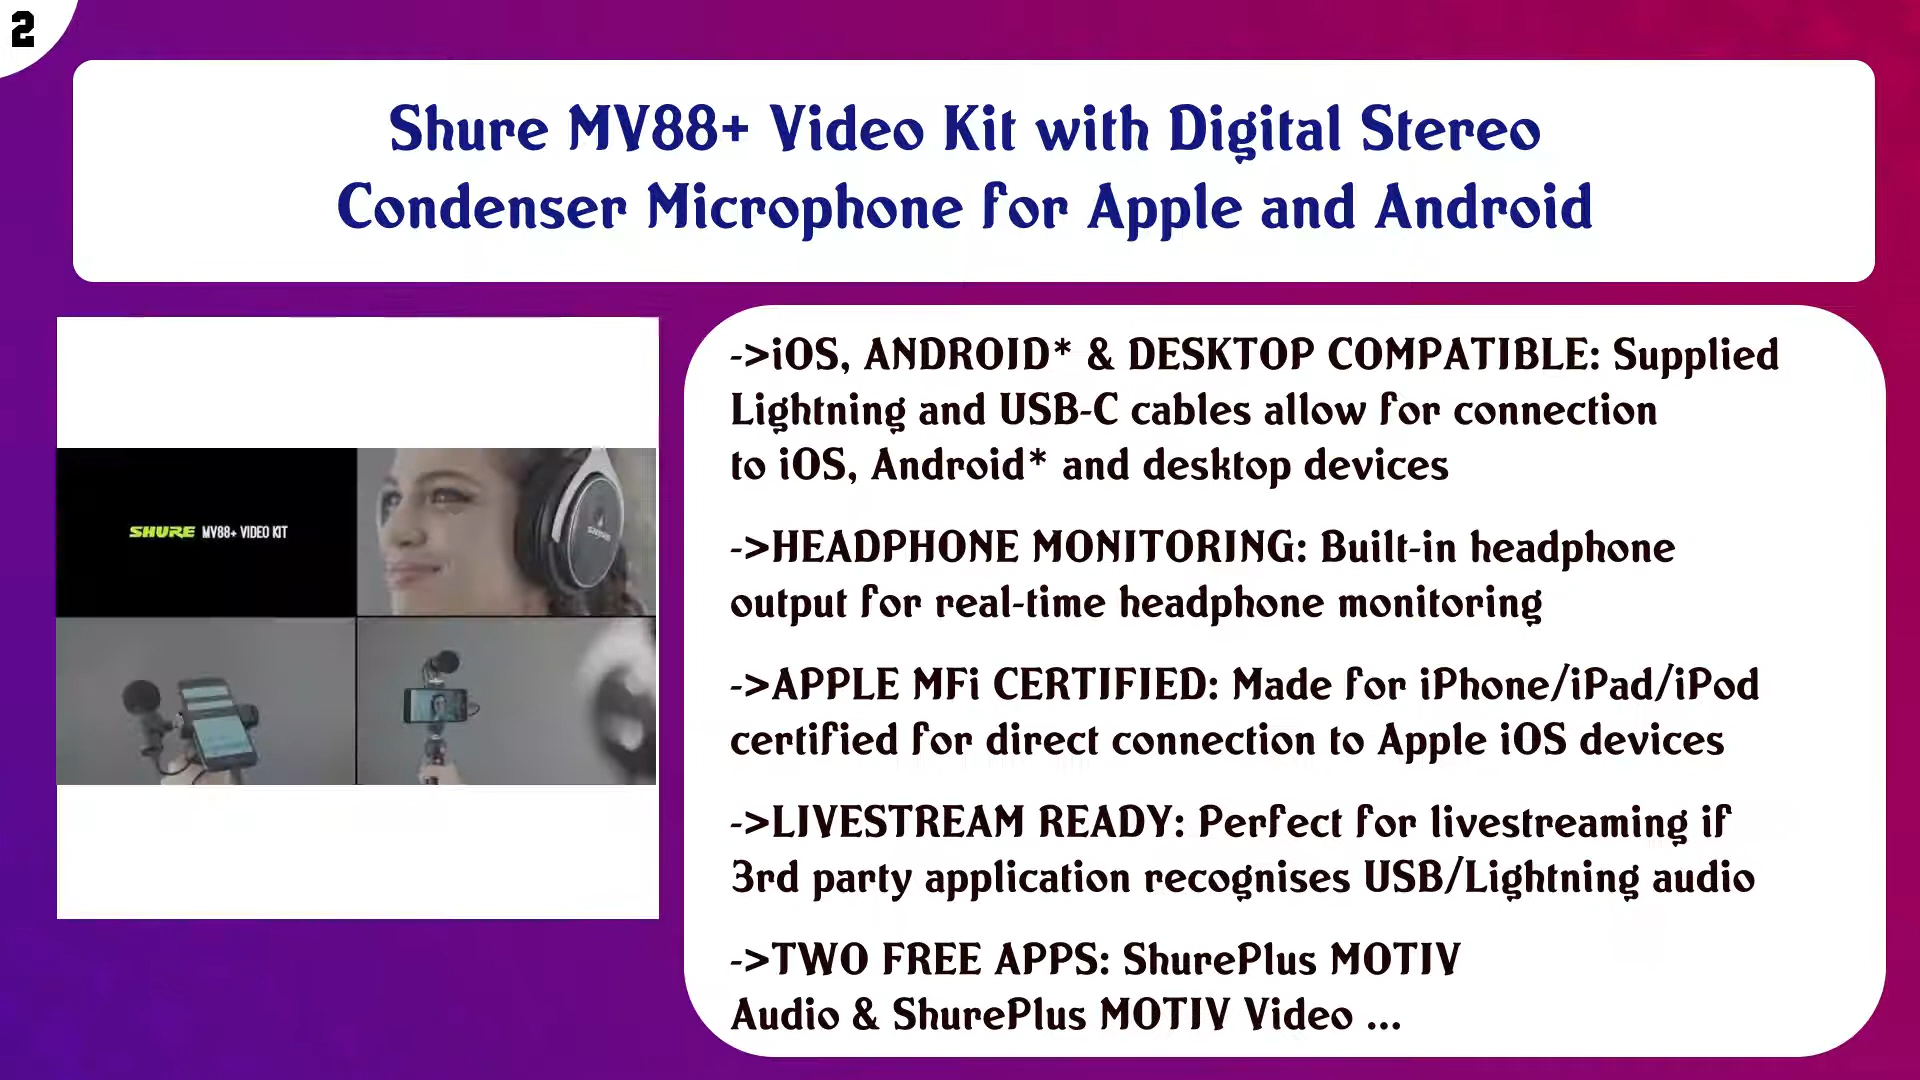 2
Shure MV88+ Video Kit with Digital Stereo
Condenser Microphone for Apple and Android
SHURE MV88+ VIDEO KIT
->iOS, ANDROID* & DESKTOP COMPATIBLE: Supplied
Lightning and USB-C cables allow for connection
to iOS, Android* and desktop devices
->HEADPHONE MONITORING: Built-in headphone
output for real-time headphone monitoring
->APPLE MFi CERTIFIED: Made for iPhone/iPad/iPod
certified for direct connection to Apple iOS devices
->LIVESTREAM READY: Perfect for livestreaming if
3rd party application recognises USB/Lightning audio
->TWO FREE APPS: ShurePlus MOTIV
Audio & ShurePlus MOTIV Video ...